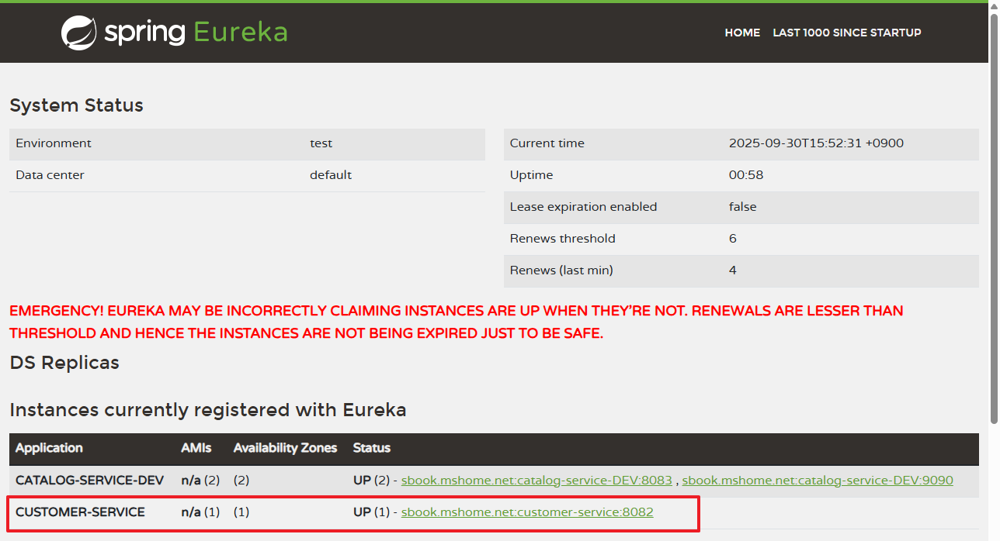 spring Eureka HOME LAST 1000 SINCE STARTUP
System Status
Environment test
Data center default
Current time 2025-09-30T15:52:31 +0900
Uptime 00:58
Lease expiration enabled false
Renews threshold 6
Renews (last min) 4
EMERGENCY! EUREKA MAY BE INCORRECTLY CLAIMING INSTANCES ARE UP WHEN THEY'RE NOT. RENEWALS ARE LESSER THAN
THRESHOLD AND HENCE THE INSTANCES ARE NOT BEING EXPIRED JUST TO BE SAFE.
DS Replicas
Instances currently registered with Eureka
Application AMIs Availability Zones Status
CATALOG-SERVICE-DEV n/a (2) (2) UP (2) - sbook.mshome.net:catalog-service-DEV:8083 , sbook.mshome.net:catalog-service-DEV:9090
CUSTOMER-SERVICE n/a (1) (1) UP (1) - sbook.mshome.net:customer-service:8082